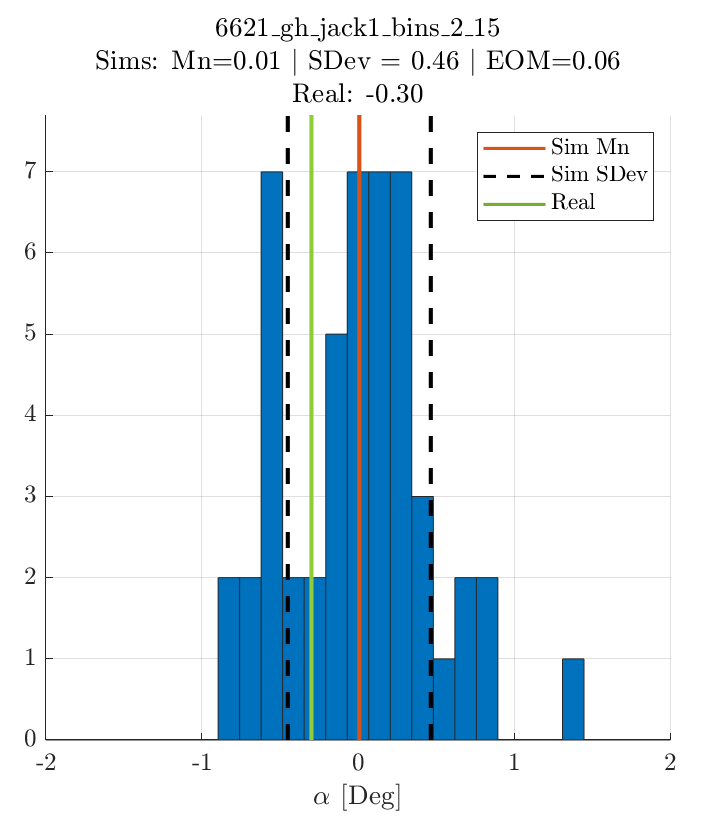 6621_gh_jack1_bins_2_15
Sims: Mn=0.01 | SDev = 0.46 | EOM=0.06
Real: -0.30
Sim Mn
Sim SDev
Real
7
6
5
4
3
2
1
0
-2
-1
0
1
2
α [Deg]